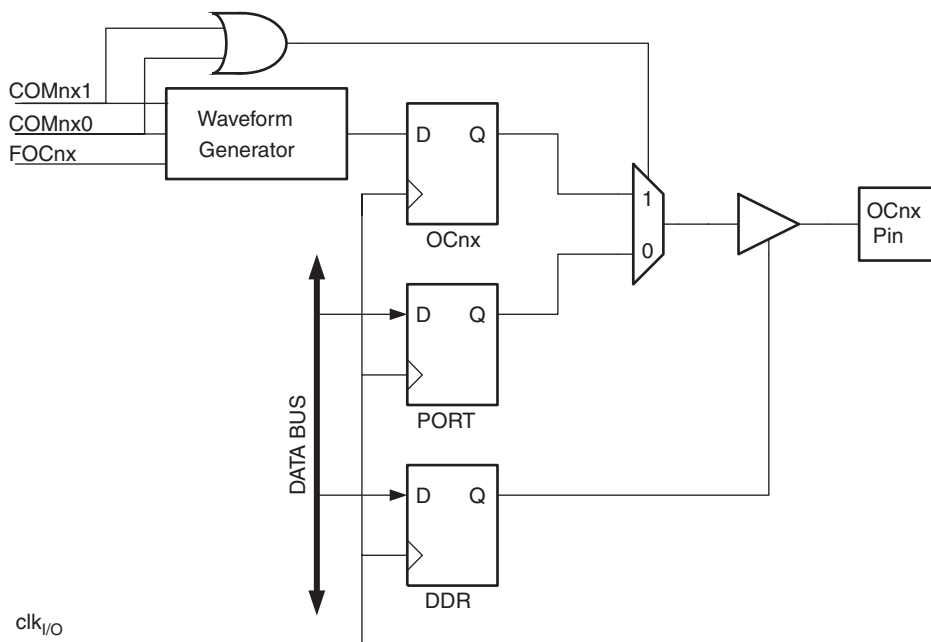 COMnx1
COMnx0
FOCnx
Waveform
Generator
D Q
OCnx
1
0
OCnx
Pin
D Q
PORT
DATA BUS
D Q
DDR
clkI/O